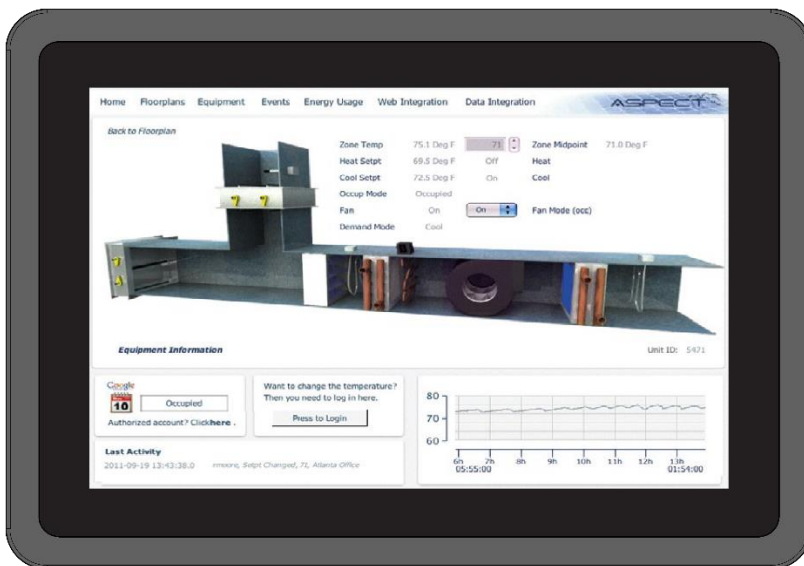 Home Floorplans Equipment Events Energy Usage Web Integration Data Integration ASPECT
Back to Floorplan
Zone Temp 75.1 Deg F 71 Zone Midpoint 71.0 Deg F
Heat Setpt 69.5 Deg F Off Heat
Cool Setpt 72.5 Deg F On Cool
Occup Mode Occupied
Fan On On Fan Mode (occ)
Demand Mode Cool
Equipment Information
Unit ID: 5471
Google
10
Occupied
Authorized account? Clickhere .
Want to change the temperature?
Then you need to log in here.
Press to Login
Last Activity
2011-09-19 13:43:38.0 rmoore, Setpt Changed, 71, Atlanta Office
80
70
60
6h 7h 8h 9h 10h 11h 12h 13h
05:55:00 01:54:00